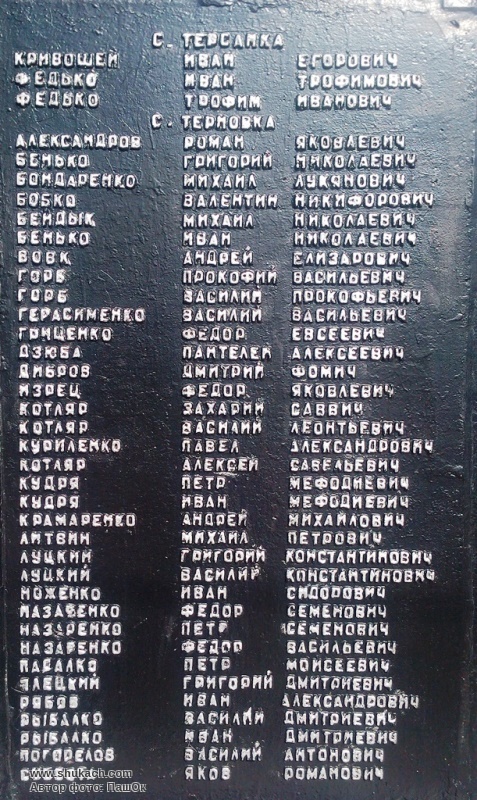 С. ТЕРСЯНКА
КРИВОШЕЙ ИВАН ЕГОРОВИЧ
ФЕДЬКО ИВАН ТРОФИМОВИЧ
ФЕДЬКО ТРОФИМ ИВАНОВИЧ
С. ТЕРНОВКА
АЛЕКСАНДРОВ РОМАН ЯКОВЛЕВИЧ
БЕНЬКО ГРИГОРИЙ НИКОЛАЕВИЧ
БОНДАРЕНКО МИХАИЛ ЛУКЯНОВИЧ
БОБКО ВАЛЕНТИН НИКИФОРОВИЧ
БЕНДЫК МИХАИЛ НИКОЛАЕВИЧ
БЕНЬКО ИВАН НИКОЛАЕВИЧ
ВОВК АНДРЕЙ ЕЛИЗАРОВИЧ
ГОРБ ПРОКОФИЙ ВАСИЛЬЕВИЧ
ГОРБ ВАСИЛИЙ ПРОКОФЬЕВИЧ
ГЕРАСИМЕНКО ВАСИЛИЙ ВАСИЛЬЕВИЧ
ГРИЦЕНКО ФЕДОР ЕВСЕЕВИЧ
ДЗЮБА ПАНТЕЛЕЙ АЛЕКСЕЕВИЧ
ДИБРОВ ДМИТРИЙ ФОМИЧ
ИЗРЕЦ ФЕДОР ЯКОВЛЕВИЧ
КОТЛЯР ЗАХАРИЙ САВВИЧ
КОТЛЯР ВАСИЛИЙ ЛЕОНТЬЕВИЧ
КУРИЛЕНКО ПАВЕЛ АЛЕКСАНДРОВИЧ
КОТЛЯР АЛЕКСЕЙ САВЕЛЬЕВИЧ
КУДРЯ ПЕТР МЕФОДИЕВИЧ
КУДРЯ ИВАН МЕФОДИЕВИЧ
КРАМАРЕНКО АНДРЕЙ МИХАЙЛОВИЧ
ЛИТВИН МИХАИЛ ПЕТРОВИЧ
ЛУЦКИЙ ГРИГОРИЙ КОНСТАНТИНОВИЧ
ЛУЦКИЙ ВАСИЛИЙ КОНСТАНТИНОВИЧ
МОЖЕНКО ИВАН СИДОРОВИЧ
НАЗАРЕНКО ФЕДОР СЕМЕНОВИЧ
НАЗАРЕНКО ПЕТР СЕМЕНОВИЧ
НАЗАРЕНКО ФЕДОР ВАСИЛЬЕВИЧ
ПАВАЛКО ПЕТР МОИСЕЕВИЧ
ГРИГОРИЙ ДМИТРИЕВИЧ
РЯБОВ ИВАН АЛЕКСАНДРОВИЧ
РЫБАЛКО ВАСИЛИЙ ДМИТРИЕВИЧ
РЫБАЛКО ИВАН ДМИТРИЕВИЧ
ПОГОРЕЛОВ ВАСИЛИЙ АНТОНОВИЧ
ЯКОВ РОМАНОВИЧ
www.shukach.com
Автор фото: ПашОк